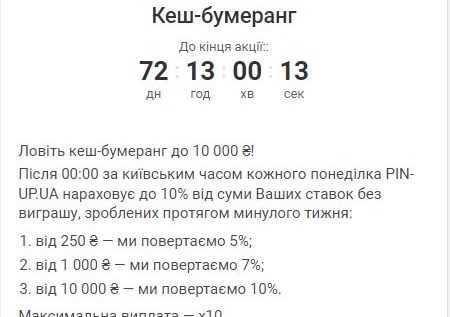 Кеш-бумеранг
До кінця акції::
72 : 13 : 00 : 13
дн год хв сек
Ловіть кеш-бумеранг до 10 000 ₴!
Після 00:00 за київським часом кожного понеділка PIN-
UP.UA нараховує до 10% від суми Ваших ставок без
виграшу, зроблених протягом минулого тижня:
1. від 250 ₴ — ми повертаємо 5%;
2. від 1 000 ₴ — ми повертаємо 7%;
3. від 10 000 ₴ — ми повертаємо 10%.
Максимальна виплата — х10